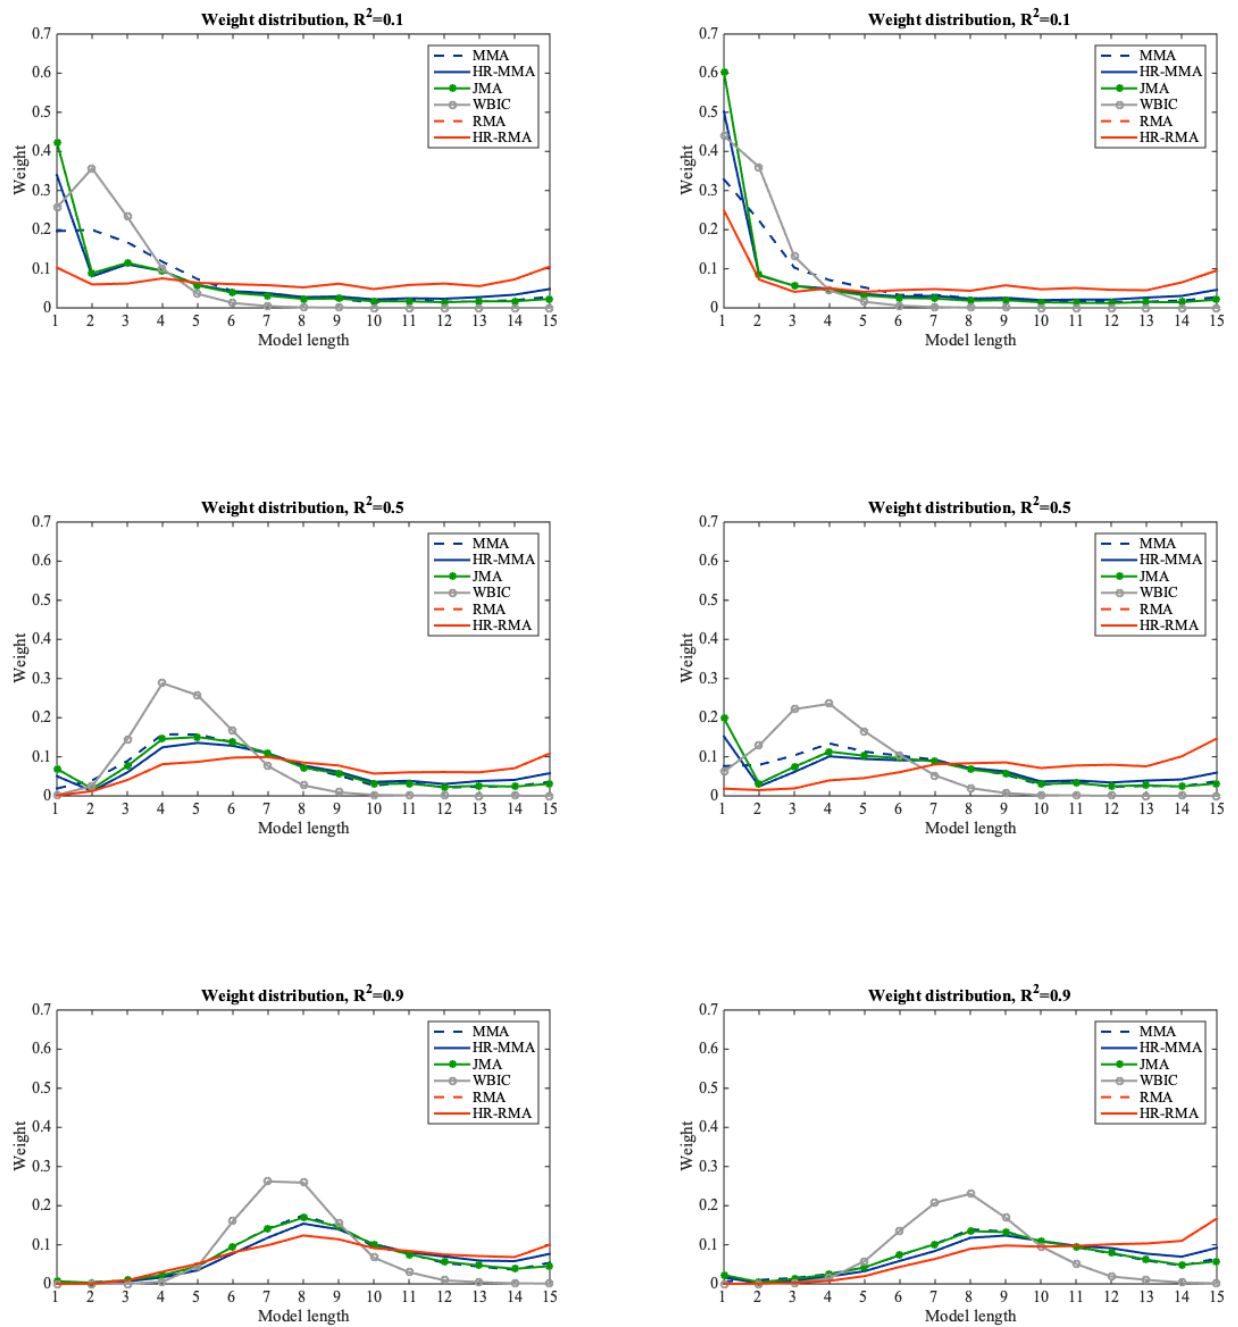 Weight distribution, R²=0.1
0.7
0.6
0.5
0.4
0.3
0.2
0.1
0
Weight
MMA
HR-MMA
JMA
WBIC
RMA
HR-RMA
1 2 3 4 5 6 7 8 9 10 11 12 13 14 15
Model length
Weight distribution, R²=0.1
0.7
0.6
0.5
0.4
0.3
0.2
0.1
0
Weight
MMA
HR-MMA
JMA
WBIC
RMA
HR-RMA
1 2 3 4 5 6 7 8 9 10 11 12 13 14 15
Model length
Weight distribution, R²=0.5
0.7
0.6
0.5
0.4
0.3
0.2
0.1
0
Weight
MMA
HR-MMA
JMA
WBIC
RMA
HR-RMA
1 2 3 4 5 6 7 8 9 10 11 12 13 14 15
Model length
Weight distribution, R²=0.5
0.7
0.6
0.5
0.4
0.3
0.2
0.1
0
Weight
MMA
HR-MMA
JMA
WBIC
RMA
HR-RMA
1 2 3 4 5 6 7 8 9 10 11 12 13 14 15
Model length
Weight distribution, R²=0.9
0.7
0.6
0.5
0.4
0.3
0.2
0.1
0
Weight
MMA
HR-MMA
JMA
WBIC
RMA
HR-RMA
1 2 3 4 5 6 7 8 9 10 11 12 13 14 15
Model length
Weight distribution, R²=0.9
0.7
0.6
0.5
0.4
0.3
0.2
0.1
0
Weight
MMA
HR-MMA
JMA
WBIC
RMA
HR-RMA
1 2 3 4 5 6 7 8 9 10 11 12 13 14 15
Model length